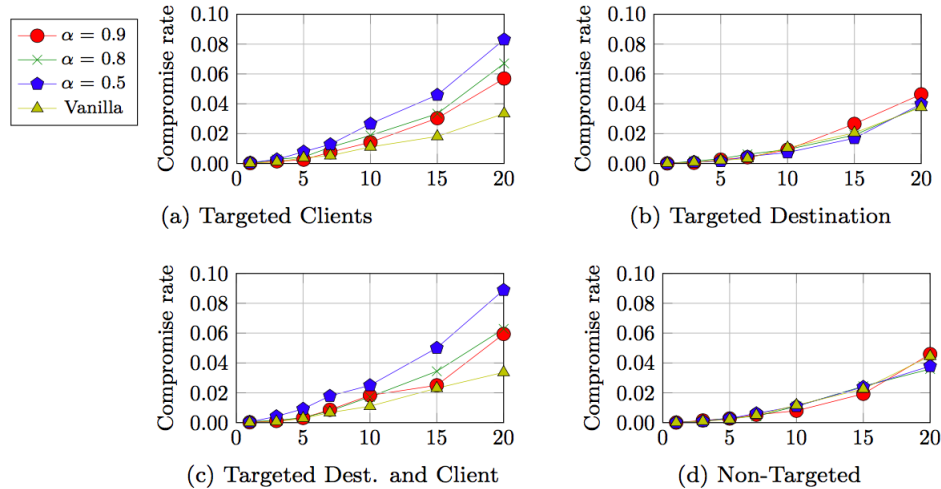 α = 0.9
α = 0.8
α = 0.5
Vanilla
Compromise rate
0.10
0.08
0.06
0.04
0.02
0.00
0 5 10 15 20
(a) Targeted Clients
Compromise rate
0.10
0.08
0.06
0.04
0.02
0.00
0 5 10 15 20
(b) Targeted Destination
Compromise rate
0.10
0.08
0.06
0.04
0.02
0.00
0 5 10 15 20
(c) Targeted Dest. and Client
Compromise rate
0.10
0.08
0.06
0.04
0.02
0.00
0 5 10 15 20
(d) Non-Targeted